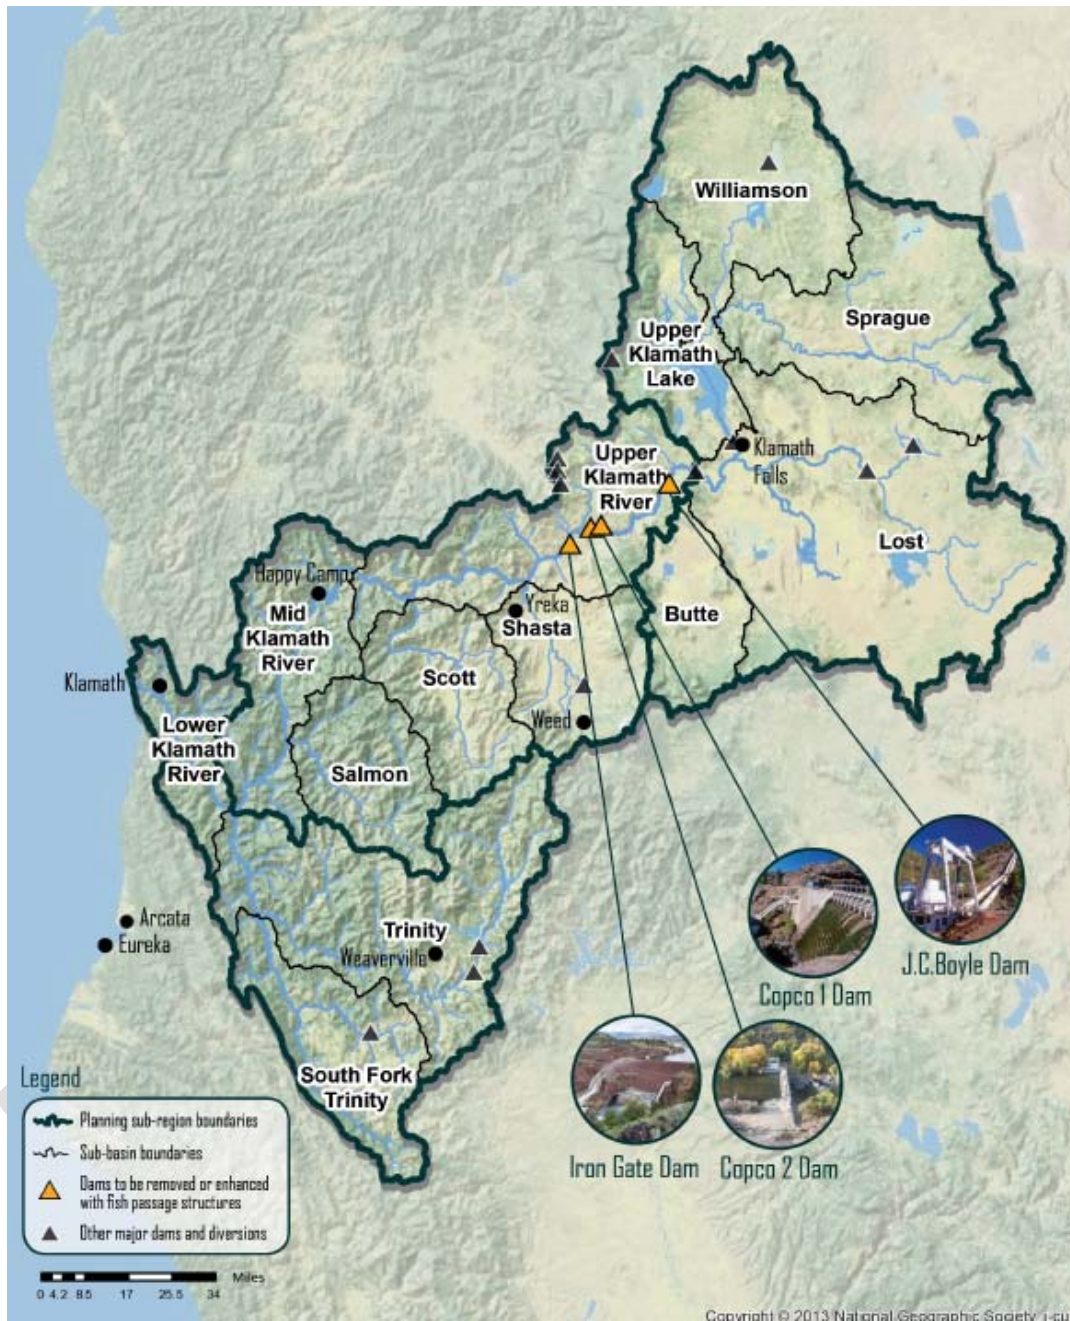 Williamson
Sprague
Upper
Klamath
Lake
Klamath
Falls
Upper
Klamath
River
Lost
Happy Camp
Mid
Klamath
River
Yreka
Shasta
Butte
Scott
Klamath
Weed
Lower
Klamath
River
Salmon
Arcata
Eureka
Trinity
Weaverville
J.C.Boyle Dam
Copco 1 Dam
South Fork
Trinity
Iron Gate Dam
Copco 2 Dam
Legend
Planning sub-region boundaries
Sub-basin boundaries
Dams to be removed or enhanced
with fish passage structures
Other major dams and diversions
Miles
0 4.2 8.5 17 25.5 34
Copyright © 2013 National Geographic Society, i-cu